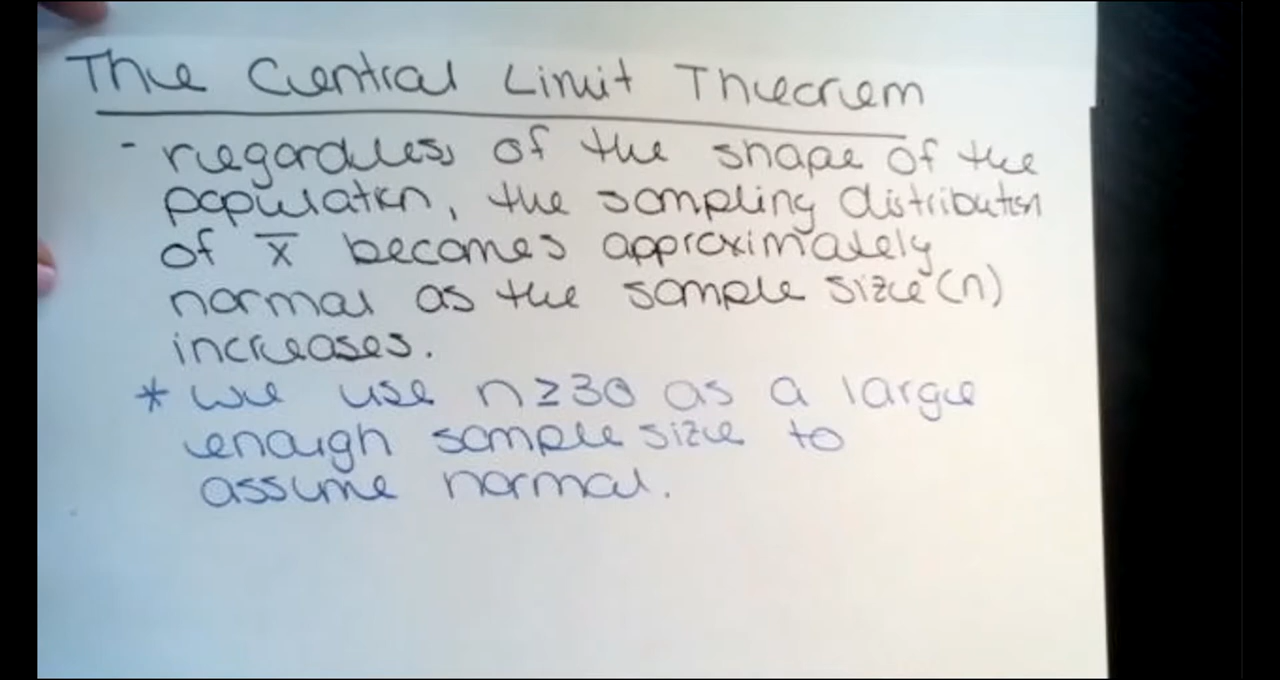 The Central Limit Theorem
- regardless of the shape of the
population, the sampling distribution
of x̅ becomes approximately
normal as the sample size (n)
increases.
* we use n ≥ 30 as a large
enough sample size to
assume normal.